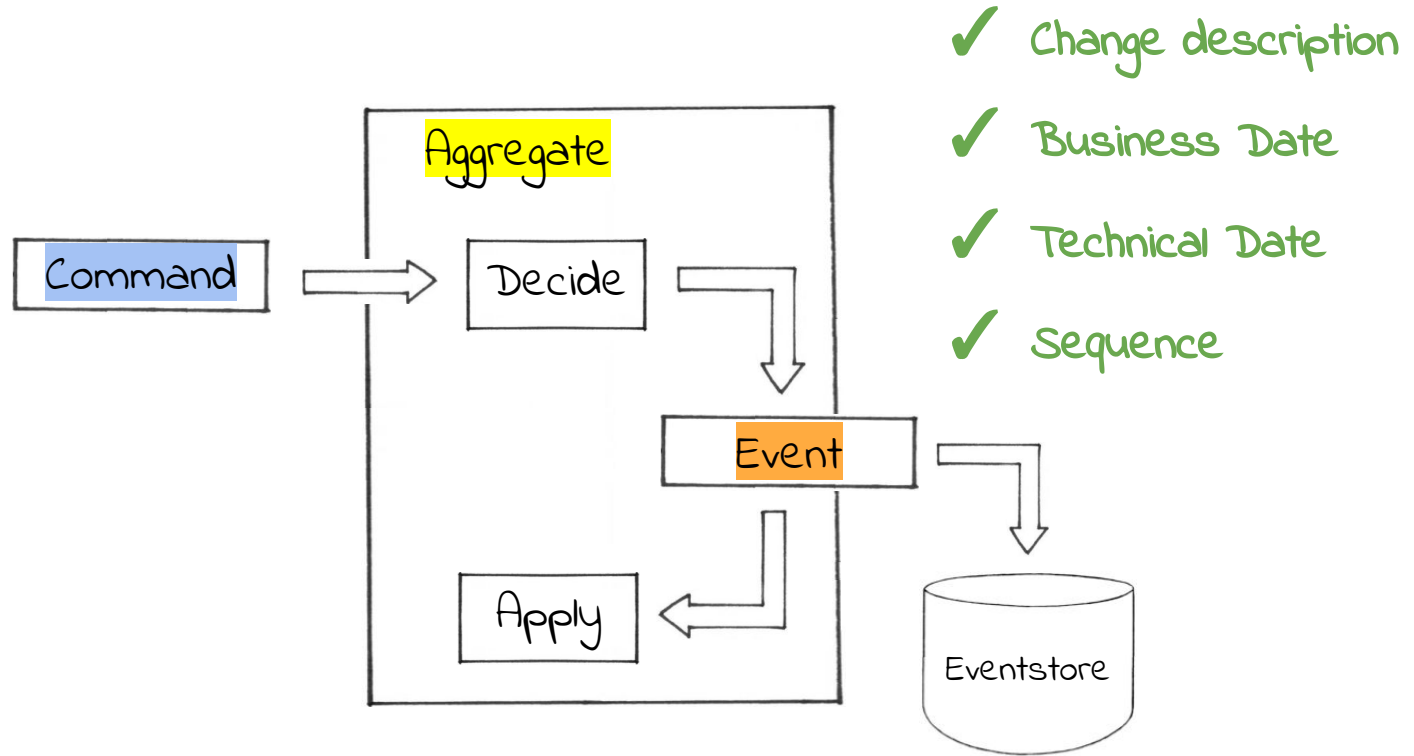 ✓ Change description
✓ Business Date
✓ Technical Date
✓ Sequence
Aggregate
Command
Decide
Event
Apply
Eventstore